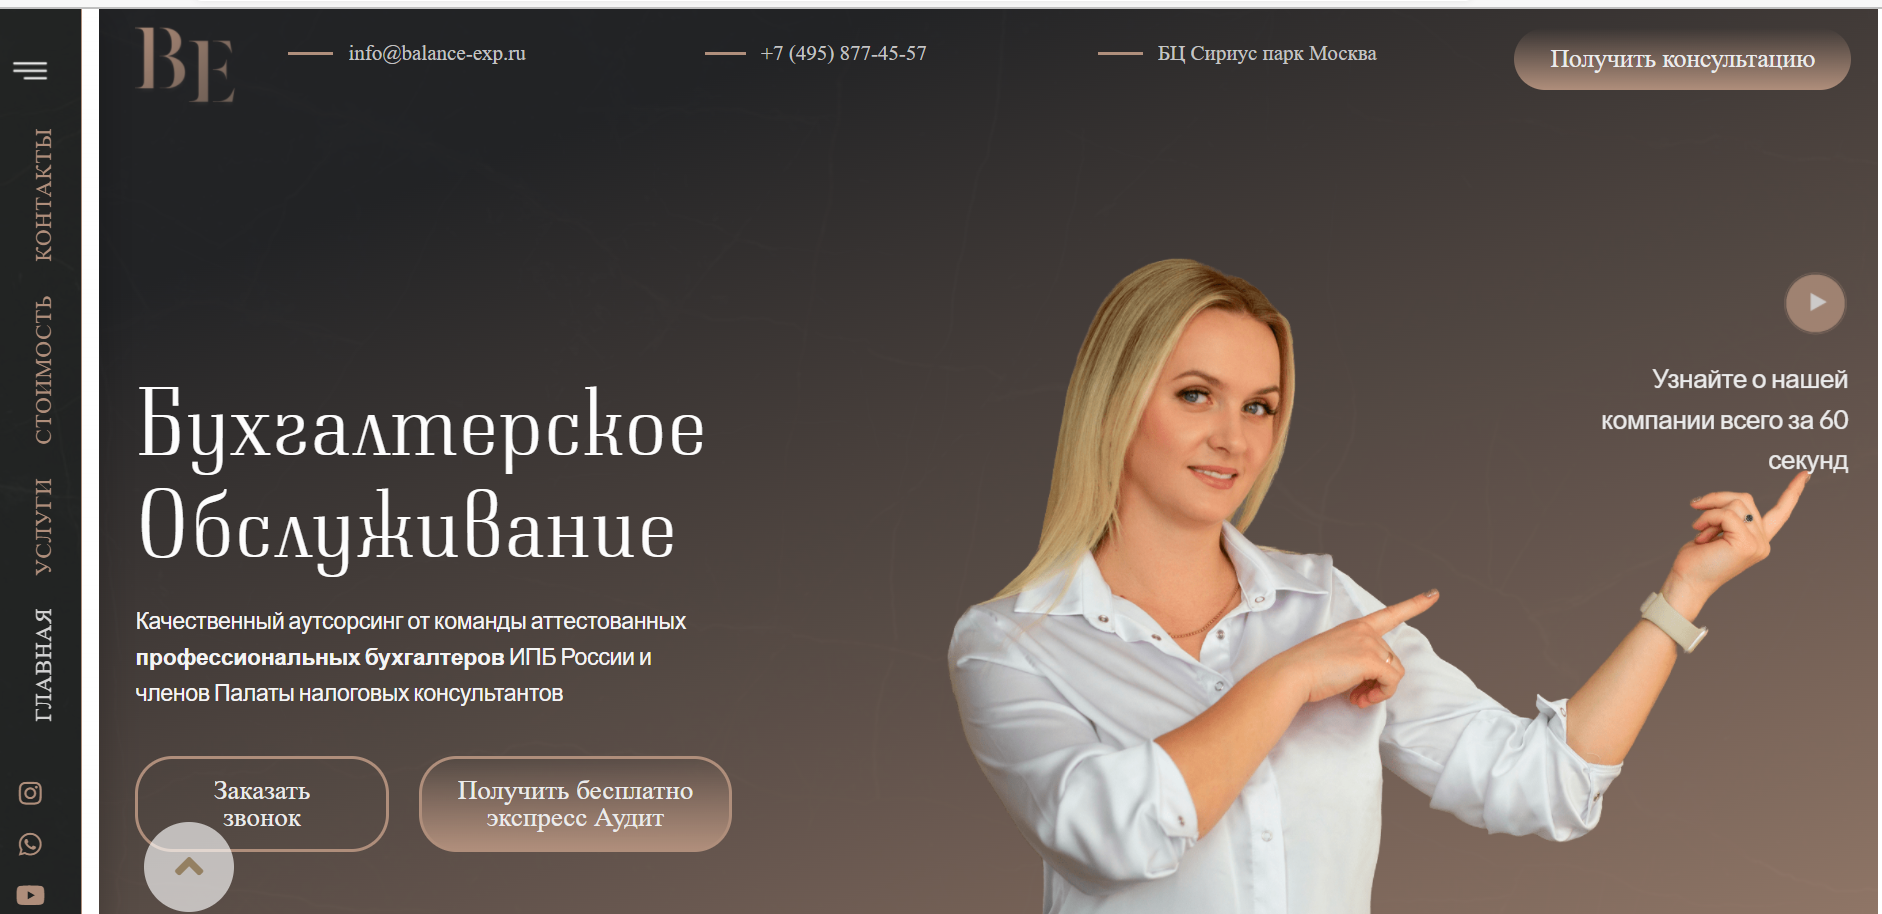 BE
info@balance-exp.ru
+7 (495) 877-45-57
БЦ Сириус парк Москва
Получить консультацию
КОНТАКТЫ
СТОИМОСТЬ
УСЛУГИ
ГЛАВНАЯ
Узнайте о нашей
компании всего за 60
секунд
Бухгалтерское
Обслуживание
Качественный аутсорсинг от команды аттестованных
профессиональных бухгалтеров ИПБ России и
членов Палаты налоговых консультантов
Заказать
звонок
Получить бесплатно
экспресс Аудит